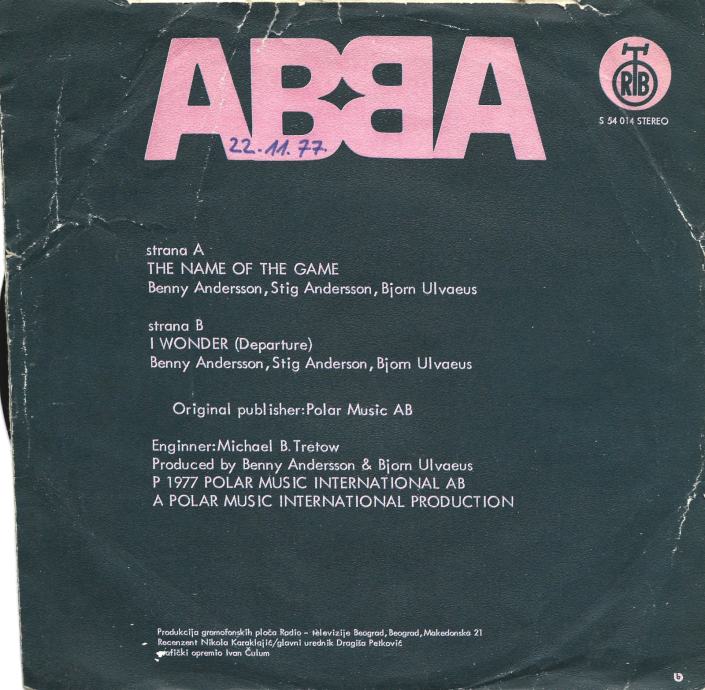 ABBA
22.11.77.
RTB
S 54 014 STEREO
strana A
THE NAME OF THE GAME
Benny Andersson, Stig Andersson, Bjorn Ulvaeus
strana B
I WONDER (Departure)
Benny Andersson, Stig Anderson, Bjorn Ulvaeus
Original publisher: Polar Music AB
Enginner: Michael B. Tretow
Produced by Benny Andersson & Bjorn Ulvaeus
P 1977 POLAR MUSIC INTERNATIONAL AB
A POLAR MUSIC INTERNATIONAL PRODUCTION
Produkcija gramofonskih ploča Radio - televizije Beograd, Beograd, Makedonska 21
Recenzent Nikola Karaklajić/glavni urednik Dragiša Petković
opremio Ivan Čulum